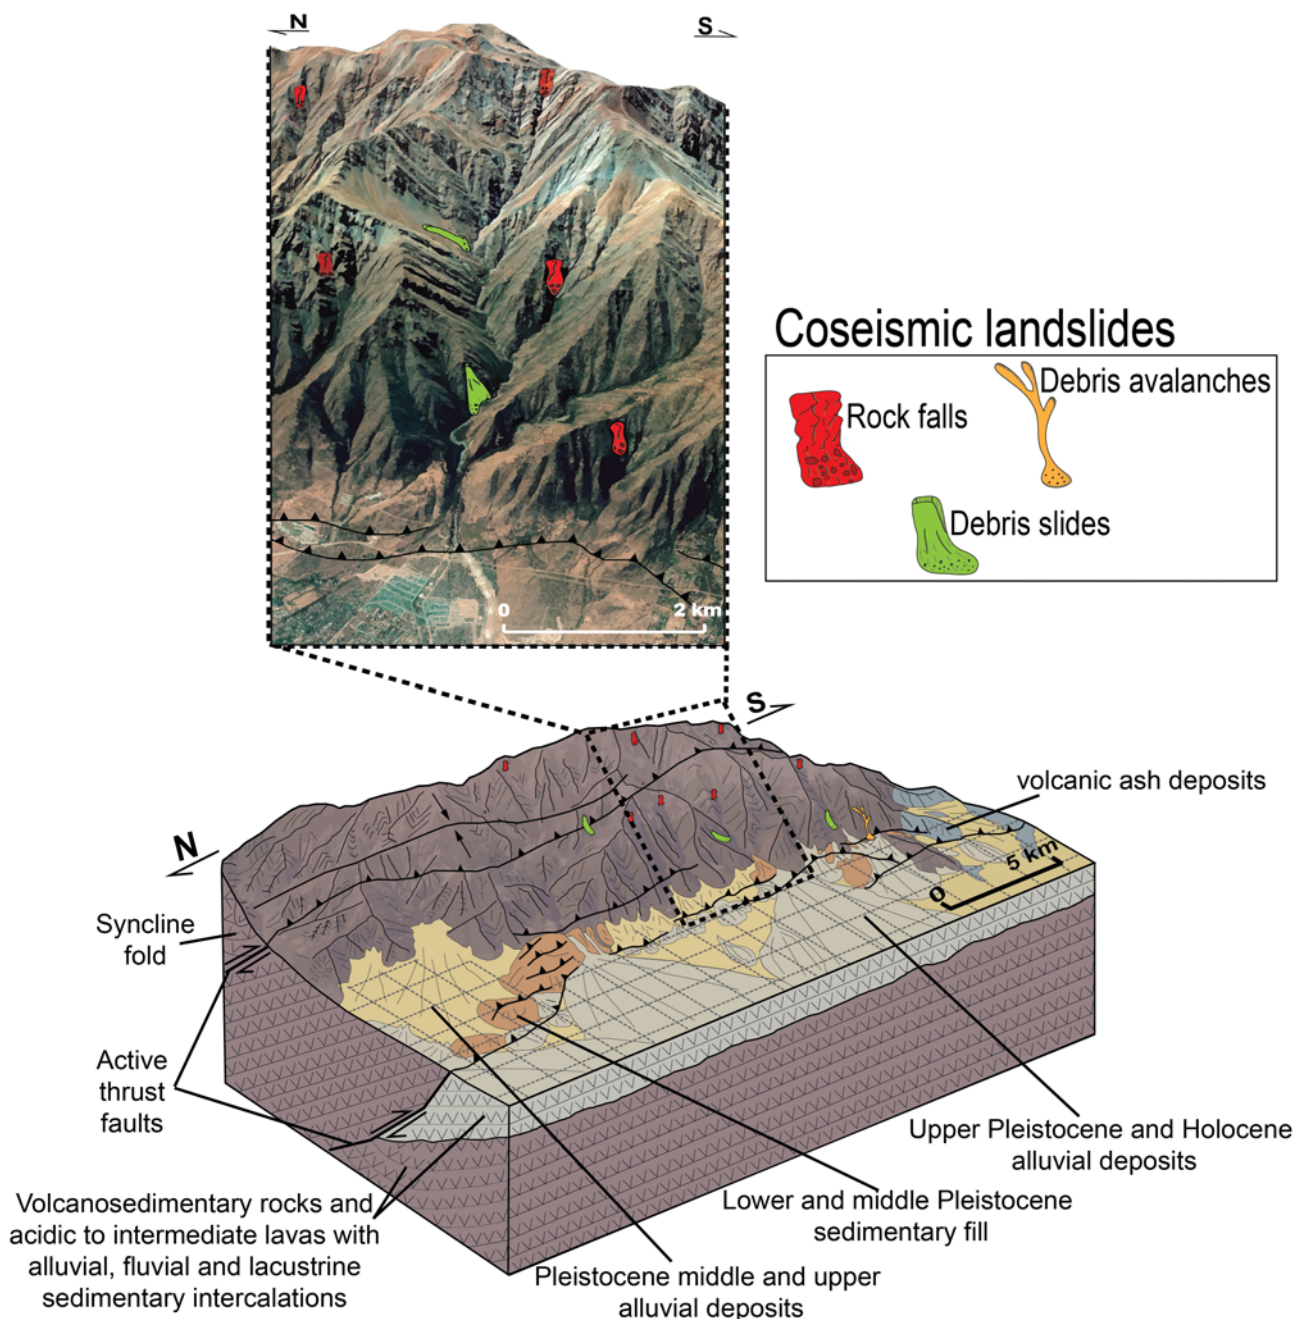 N
S
Coseismic landslides
Debris avalanches
Rock falls
Debris slides
0
2 km
S
volcanic ash deposits
N
5 km
0
Syncline
fold
Active
thrust
faults
Upper Pleistocene and Holocene
alluvial deposits
Lower and middle Pleistocene
sedimentary fill
Volcanosedimentary rocks and
acidic to intermediate lavas with
alluvial, fluvial and lacustrine
sedimentary intercalations
Pleistocene middle and upper
alluvial deposits